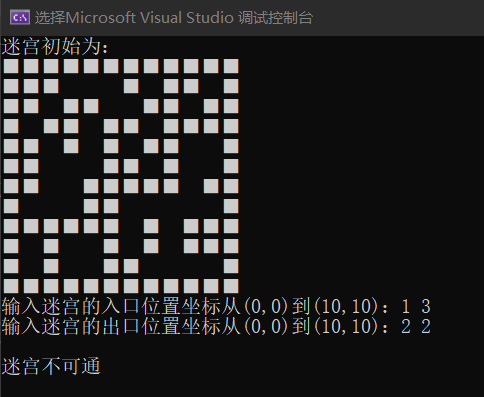 选择Microsoft Visual Studio 调试控制台
迷宫初始为：
■■■■■■■■■■■■
■■■      ■  ■■  ■
■■  ■■    ■■  ■■
■  ■■  ■■  ■■■■
■■  ■  ■  ■■    ■
■■      ■■  ■    ■
■■    ■■■■■  ■■
■      ■■          ■
■■■■■■  ■  ■■■
■  ■    ■  ■  ■■■
■  ■    ■■        ■
■■■■■■■■■■■■
输入迷宫的入口位置坐标从(0,0)到(10,10)：1 3
输入迷宫的出口位置坐标从(0,0)到(10,10)：2 2
迷宫不可通